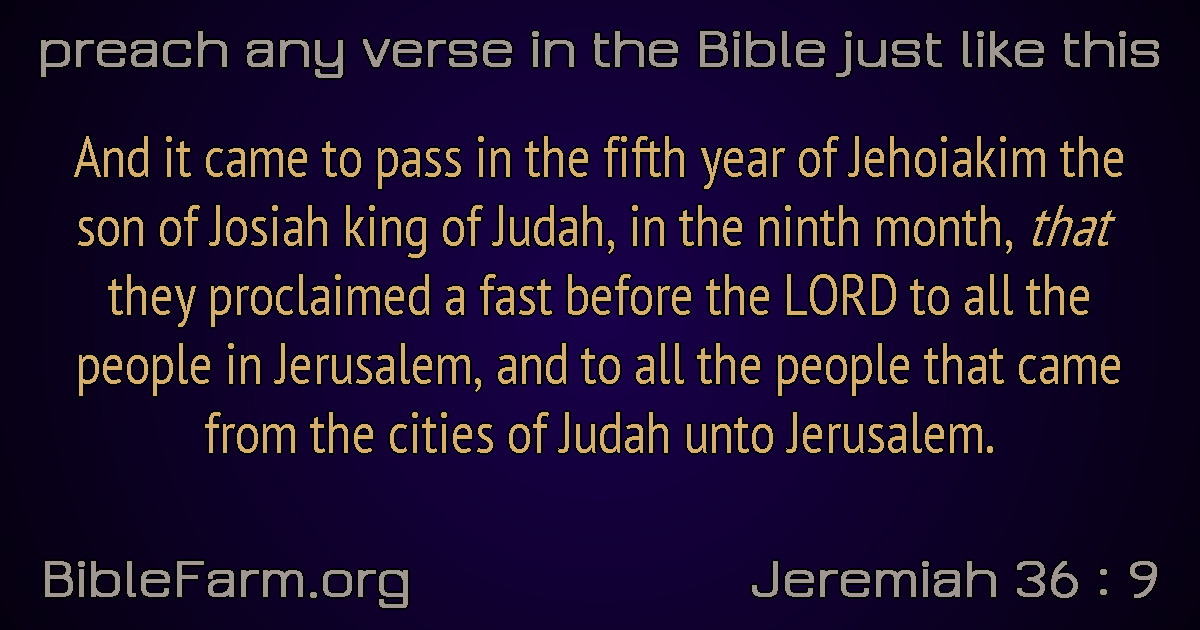 preach any verse in the Bible just like this
And it came to pass in the fifth year of Jehoiakim the
son of Josiah king of Judah, in the ninth month, that
they proclaimed a fast before the LORD to all the
people in Jerusalem, and to all the people that came
from the cities of Judah unto Jerusalem.
BibleFarm.org
Jeremiah 36 : 9